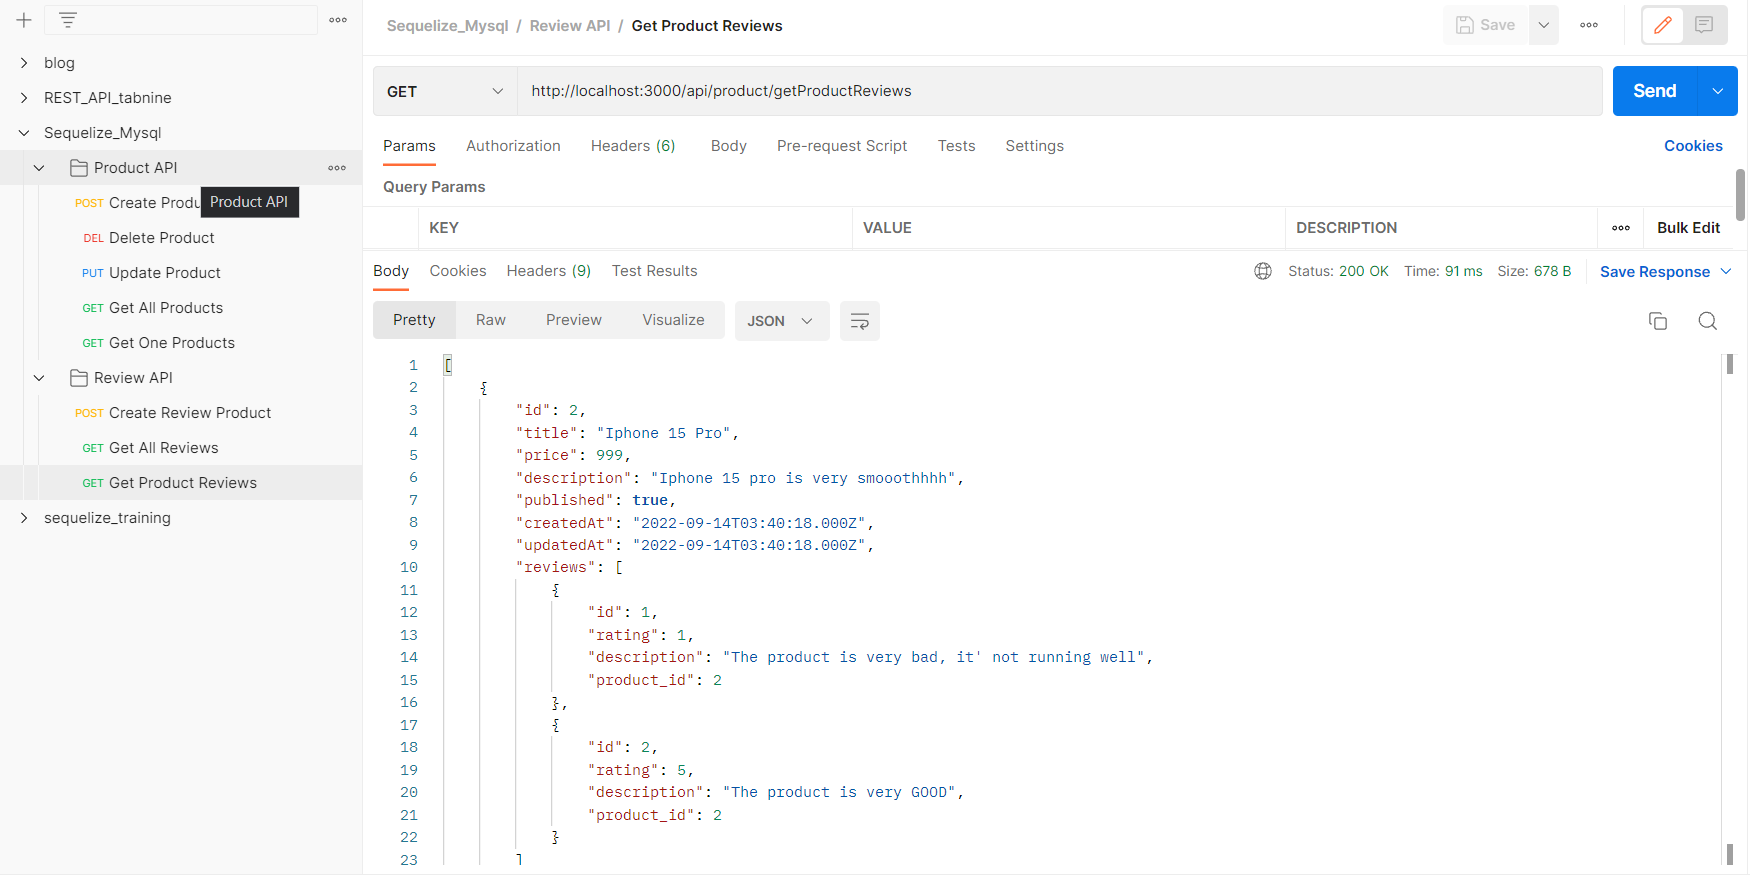 blog
REST_API_tabnine
Sequelize_Mysql
Product API
POST Create Produ
Product API
DEL Delete Product
PUT Update Product
GET Get All Products
GET Get One Products
Review API
POST Create Review Product
GET Get All Reviews
GET Get Product Reviews
sequelize_training
Sequelize_Mysql / Review API / Get Product Reviews
Save
GET http://localhost:3000/api/product/getProductReviews Send
Params Authorization Headers (6) Body Pre-request Script Tests Settings Cookies
Query Params
KEY VALUE DESCRIPTION Bulk Edit
Body Cookies Headers (9) Test Results Status: 200 OK Time: 91 ms Size: 678 B Save Response
Pretty Raw Preview Visualize JSON
1 [
2 {
3 "id": 2,
4 "title": "Iphone 15 Pro",
5 "price": 999,
6 "description": "Iphone 15 pro is very smooothhhh",
7 "published": true,
8 "createdAt": "2022-09-14T03:40:18.000Z",
9 "updatedAt": "2022-09-14T03:40:18.000Z",
10 "reviews": [
11 {
12 "id": 1,
13 "rating": 1,
14 "description": "The product is very bad, it' not running well",
15 "product_id": 2
16 },
17 {
18 "id": 2,
19 "rating": 5,
20 "description": "The product is very GOOD",
21 "product_id": 2
22 }
23 ]